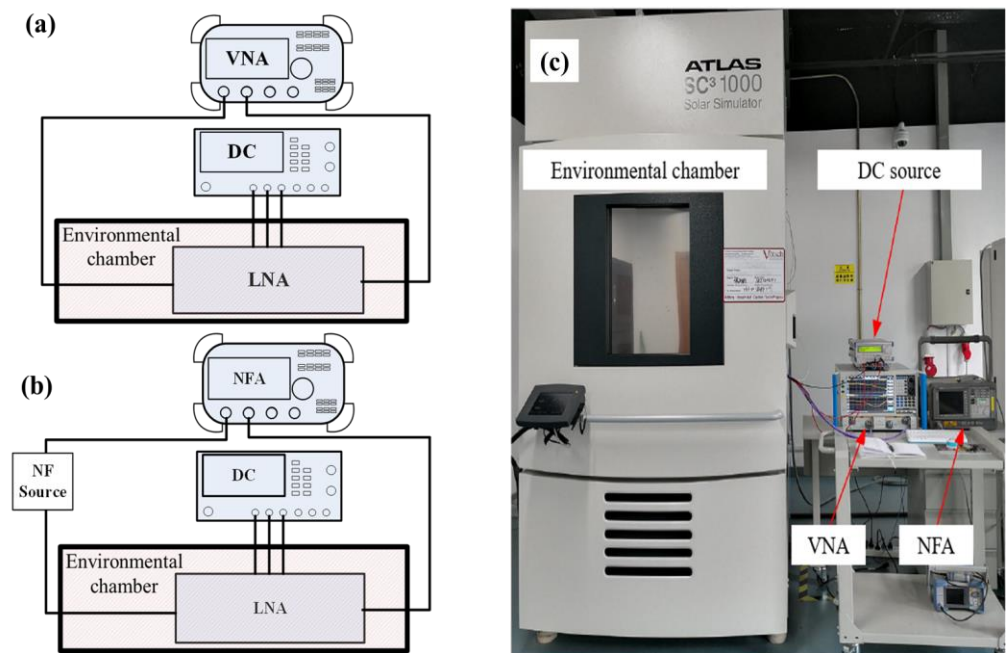 (a)
VNA
DC
Environmental
chamber
LNA
(b)
NFA
DC
NF
Source
Environmental
chamber
LNA
(c)
ATLAS
SC³ 1000
Solar Simulator
Environmental chamber
DC source
VNA
NFA